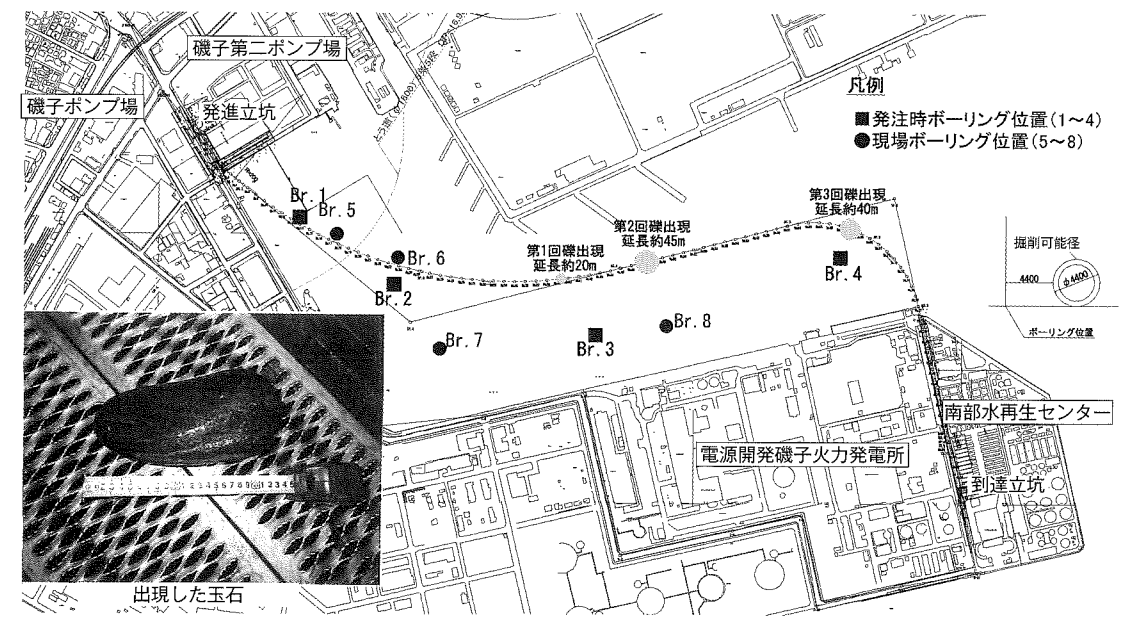 磯子第二ポンプ場
磯子ポンプ場
発進立坑
凡例
■発注時ボーリング位置(1〜4)
●現場ボーリング位置(5〜8)
Br.1
Br.5
Br.6
Br.2
第1回礫出現
延長約20m
第2回礫出現
延長約45m
第3回礫出現
延長約40m
Br.4
掘削可能径
4400
φ4400
ボーリング位置
Br.7
Br.3
Br.8
南部水再生センター
電源開発磯子火力発電所
到達立坑
出現した玉石